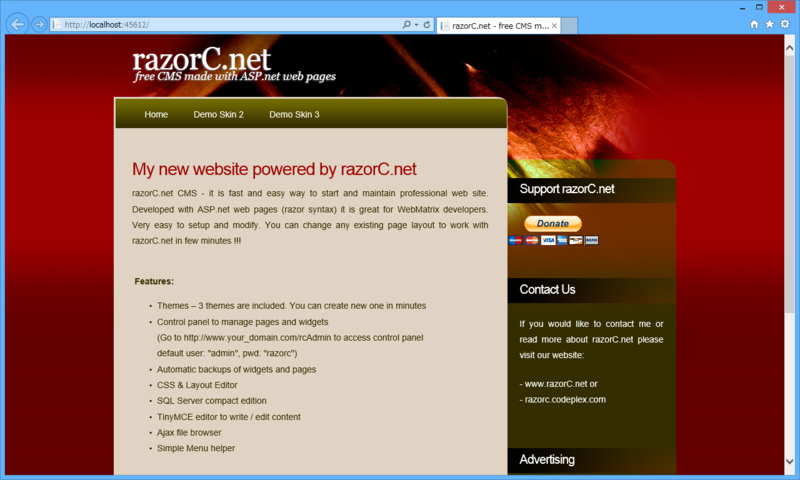 http://localhost:45612/
razorC.net - free CMS m...
razorC.net
free CMS made with ASP.net web pages
Home
Demo Skin 2
Demo Skin 3
My new website powered by razorC.net
razorC.net CMS - it is fast and easy way to start and maintain professional web site.
Developed with ASP.net web pages (razor syntax) it is great for WebMatrix developers.
Very easy to setup and modify. You can change any existing page layout to work with
razorC.net in few minutes !!!
Features:
• Themes – 3 themes are included. You can create new one in minutes
• Control panel to manage pages and widgets
(Go to http://www.your_domain.com/rcAdmin to access control panel
default user: "admin", pwd: "razorc")
• Automatic backups of widgets and pages
• CSS & Layout Editor
• SQL Server compact edition
• TinyMCE editor to write / edit content
• Ajax file browser
• Simple Menu helper
Support razorC.net
Donate
VISA
Contact Us
If you would like to contact me or
read more about razorC.net please
visit our website:
- www.razorC.net or
- razorc.codeplex.com
Advertising